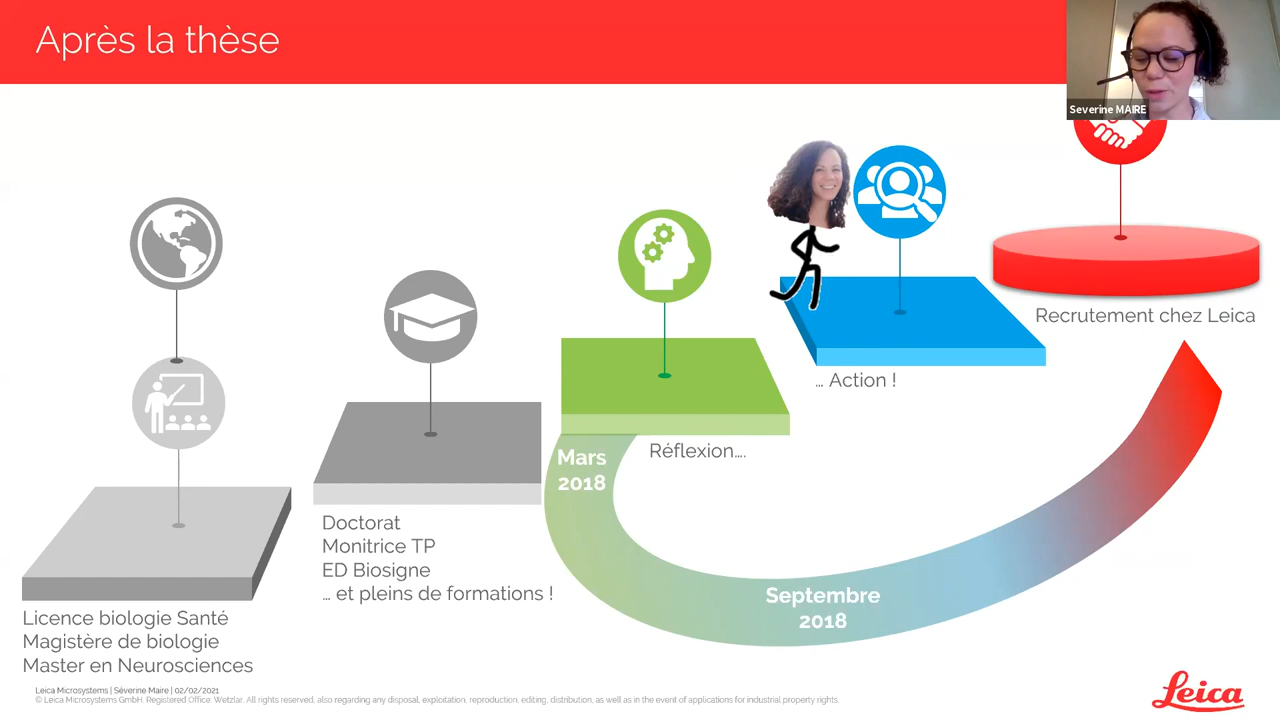 Après la thèse
Severine MAIRE
Recrutement chez Leica
... Action !
Réflexion....
Mars
2018
Doctorat
Monitrice TP
ED Biosigne
... et pleins de formations !
Septembre
2018
Licence biologie Santé
Magistère de biologie
Master en Neurosciences
Leica Microsystems | Séverine Maire | 02/02/2021
© Leica Microsystems GmbH. Registered Office: Wetzlar. All rights reserved, also regarding any disposal, exploitation, reproduction, editing, distribution, as well as in the event of applications for industrial property rights.
Leica